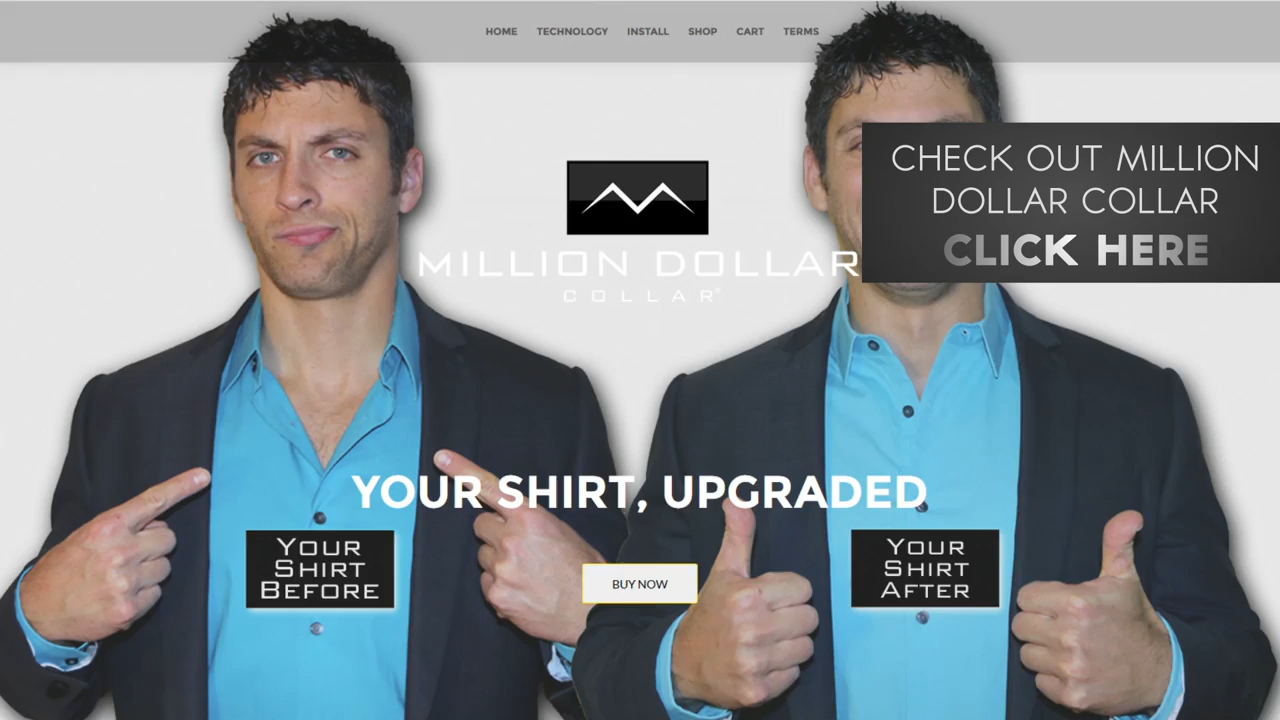 HOME TECHNOLOGY INSTALL SHOP CART TERMS
CHECK OUT MILLION
DOLLAR COLLAR
CLICK HERE
MILLION DOLLAR
COLLAR®
YOUR SHIRT, UPGRADED
YOUR
SHIRT
BEFORE
BUY NOW
YOUR
SHIRT
AFTER